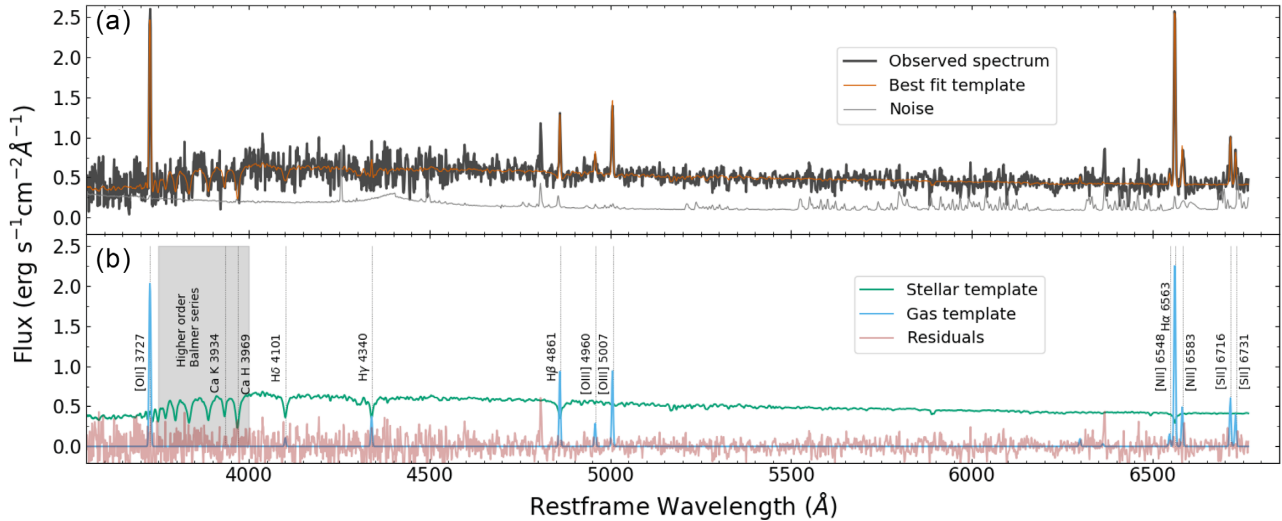 (a)
2.5
2.0
1.5
1.0
0.5
0.0
Observed spectrum
Best fit template
Noise
Flux (erg s⁻¹cm⁻²Å⁻¹)
(b)
2.5
2.0
1.5
1.0
0.5
0.0
Stellar template
Gas template
Residuals
[OII] 3727
Higher order
Balmer series
Ca K 3934
Ca H 3969
Hδ 4101
Hγ 4340
Hβ 4861
[OIII] 4960
[OIII] 5007
[NII] 6548
Hα 6563
[NII] 6583
[SII] 6716
[SII] 6731
4000 4500 5000 5500 6000 6500
Restframe Wavelength (Å)